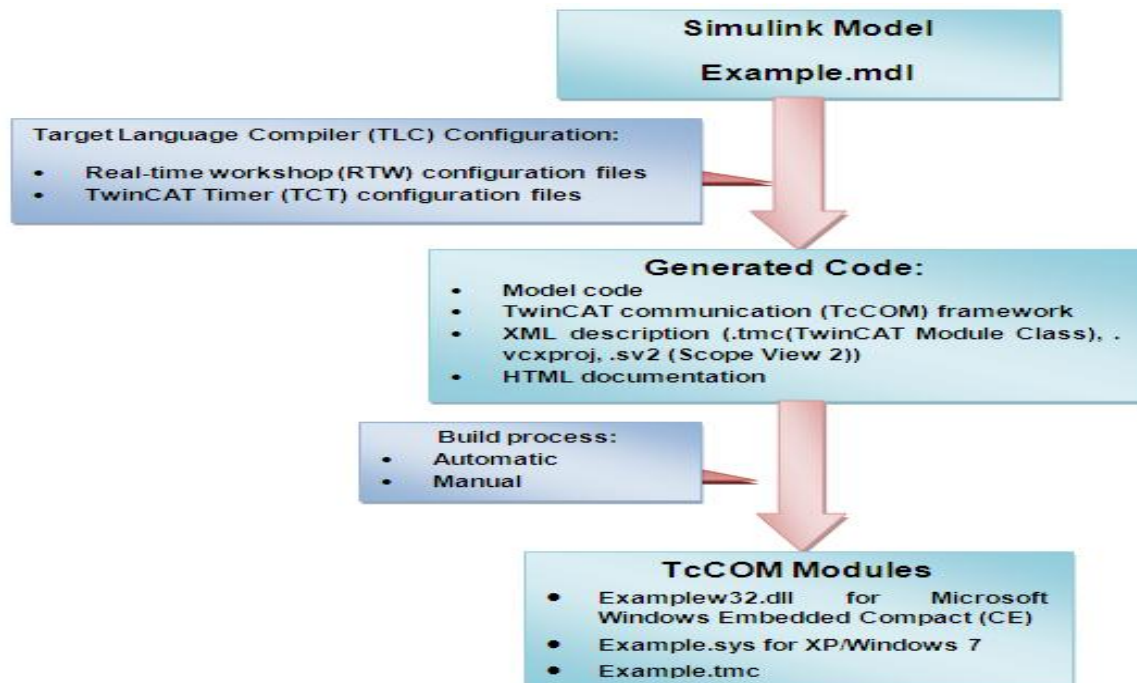 Simulink Model
Example.mdl
Target Language Compiler (TLC) Configuration:
• Real-time workshop (RTW) configuration files
• TwinCAT Timer (TCT) configuration files
Generated Code:
• Model code
• TwinCAT communication (TcCOM) framework
• XML description (.tmc(TwinCAT Module Class), .
vcxproj, .sv2 (Scope View 2))
• HTML documentation
Build process:
• Automatic
• Manual
TcCOM Modules
• Examplew32.dll for Microsoft
Windows Embedded Compact (CE)
• Example.sys for XP/Windows 7
• Example.tmc